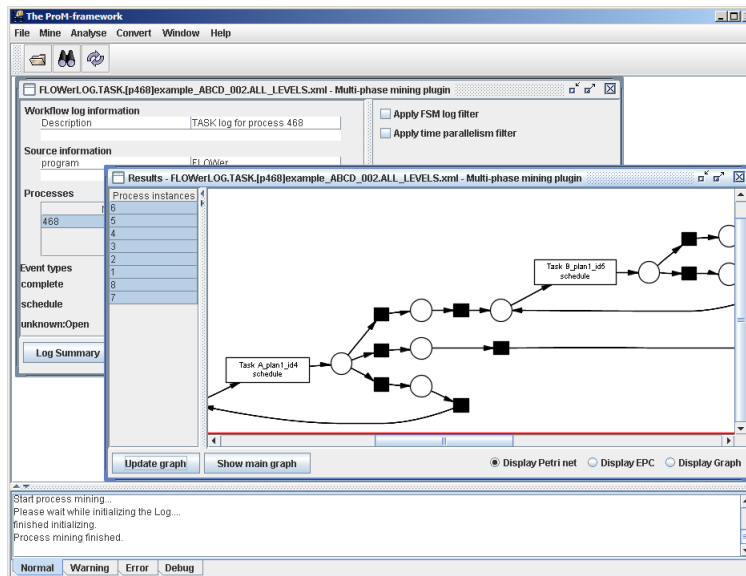 The ProM-framework
File Mine Analyse Convert Window Help
FLOWerLOG.TASK.[p468]example_ABCD_002.ALL_LEVELS.xml - Multi-phase mining plugin
Workflow log information
Description TASK log for process 468
Apply FSM log filter
Apply time parallelism filter
Source information
program FLOWer
Results - FLOWerLOG.TASK.[p468]example_ABCD_002.ALL_LEVELS.xml - Multi-phase mining plugin
Processes
468
Event types
complete
schedule
unknown:Open
Log Summary
Process instances
6
5
4
3
2
1
8
7
Task B_plan1_id5
schedule
Task A_plan1_id4
schedule
Update graph Show main graph Display Petri net Display EPC Display Graph
Start process mining...
Please wait while initializing the Log....
finished initializing.
Process mining finished.
Normal Warning Error Debug